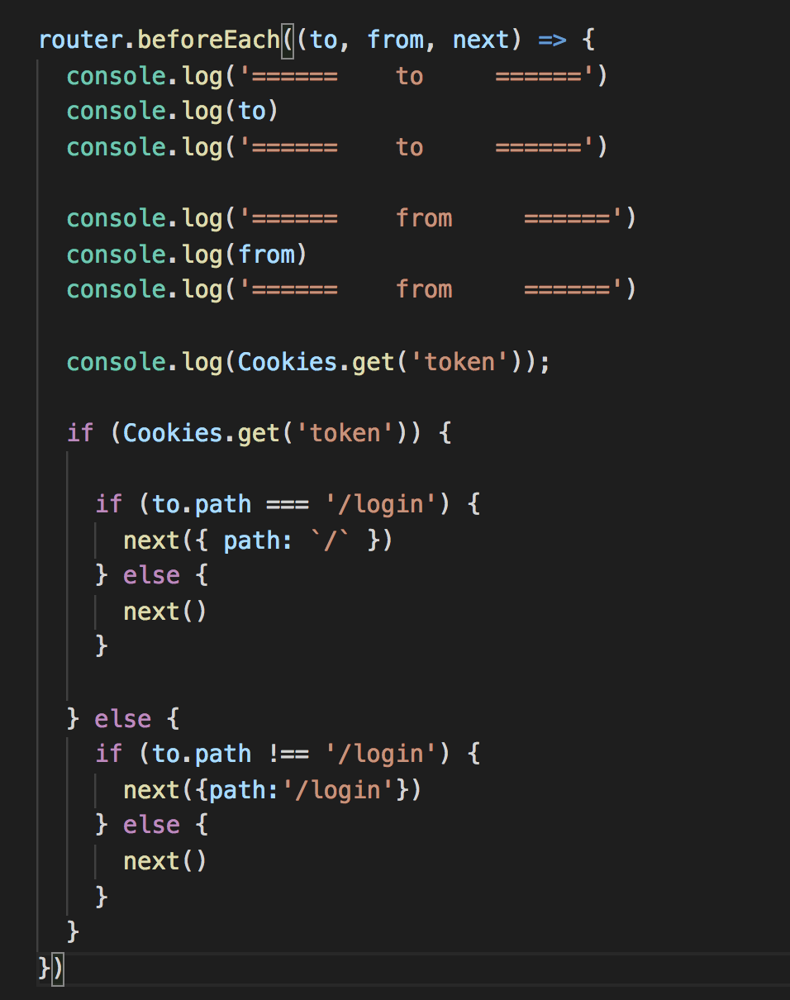 router.beforeEach((to, from, next) => {
  console.log('======    to     ======')
  console.log(to)
  console.log('======    to     ======')

  console.log('======    from     ======')
  console.log(from)
  console.log('======    from     ======')

  console.log(Cookies.get('token'));

  if (Cookies.get('token')) {

    if (to.path === '/login') {
      next({ path: `/` })
    } else {
      next()
    }

  } else {
    if (to.path !== '/login') {
      next({path:'/login'})
    } else {
      next()
    }
  }
})